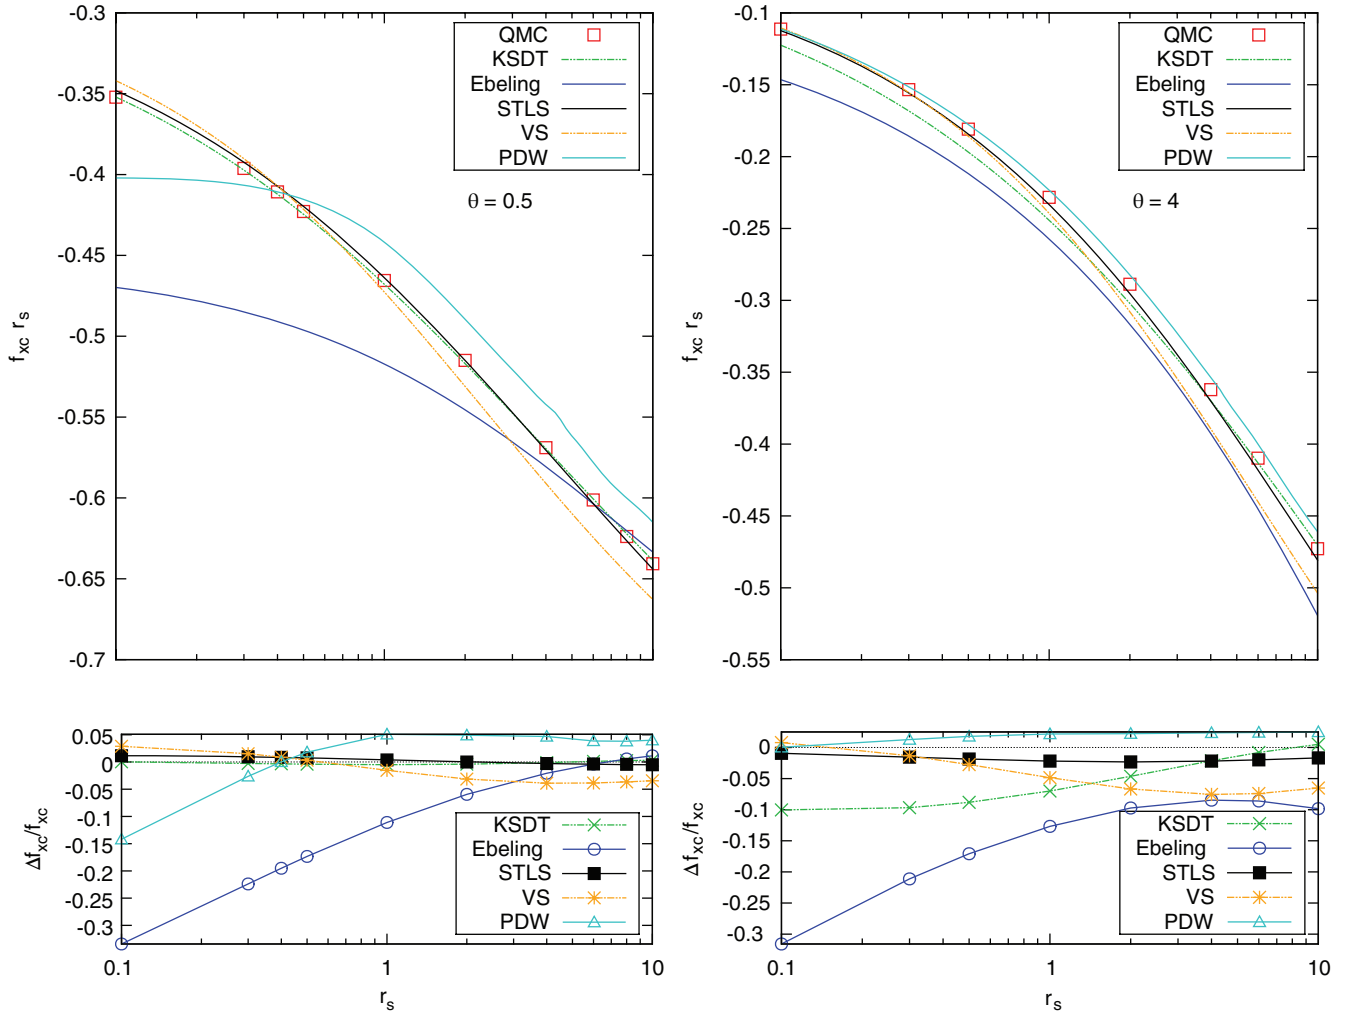 -0.3
-0.35
-0.4
-0.45
-0.5
-0.55
-0.6
-0.65
-0.7
f_xc r_s
QMC
KSDT
Ebeling
STLS
VS
PDW
θ = 0.5
-0.1
-0.15
-0.2
-0.25
-0.3
-0.35
-0.4
-0.45
-0.5
-0.55
f_xc r_s
QMC
KSDT
Ebeling
STLS
VS
PDW
θ = 4
0.05
0
-0.05
-0.1
-0.15
-0.2
-0.25
-0.3
Δf_xc/f_xc
KSDT
Ebeling
STLS
VS
PDW
0.1
1
10
r_s
0
-0.05
-0.1
-0.15
-0.2
-0.25
-0.3
Δf_xc/f_xc
KSDT
Ebeling
STLS
VS
PDW
0.1
1
10
r_s